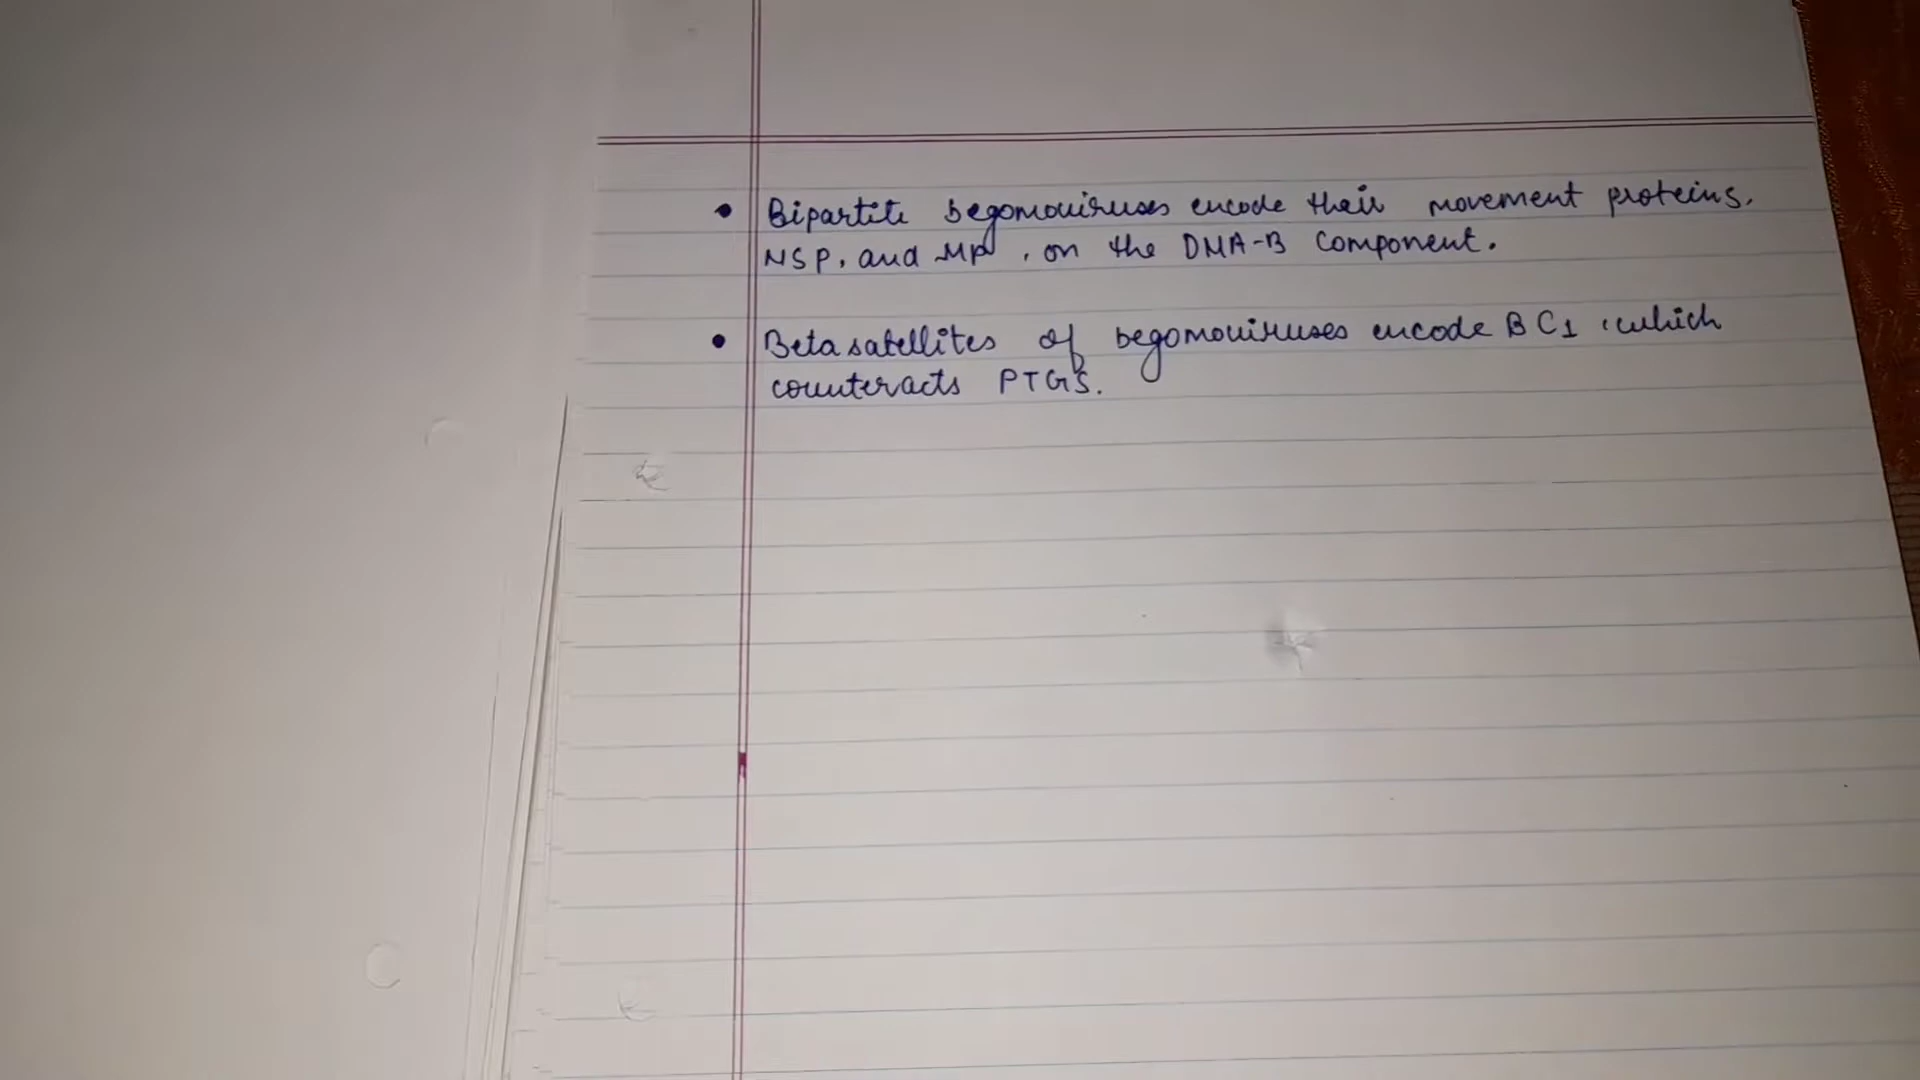 • Bipartite begomoviruses encode their movement proteins,
NSP, and MP, on the DNA-B component.
• Betasatellites of begomoviruses encode BC1, which
counteracts PTGS.